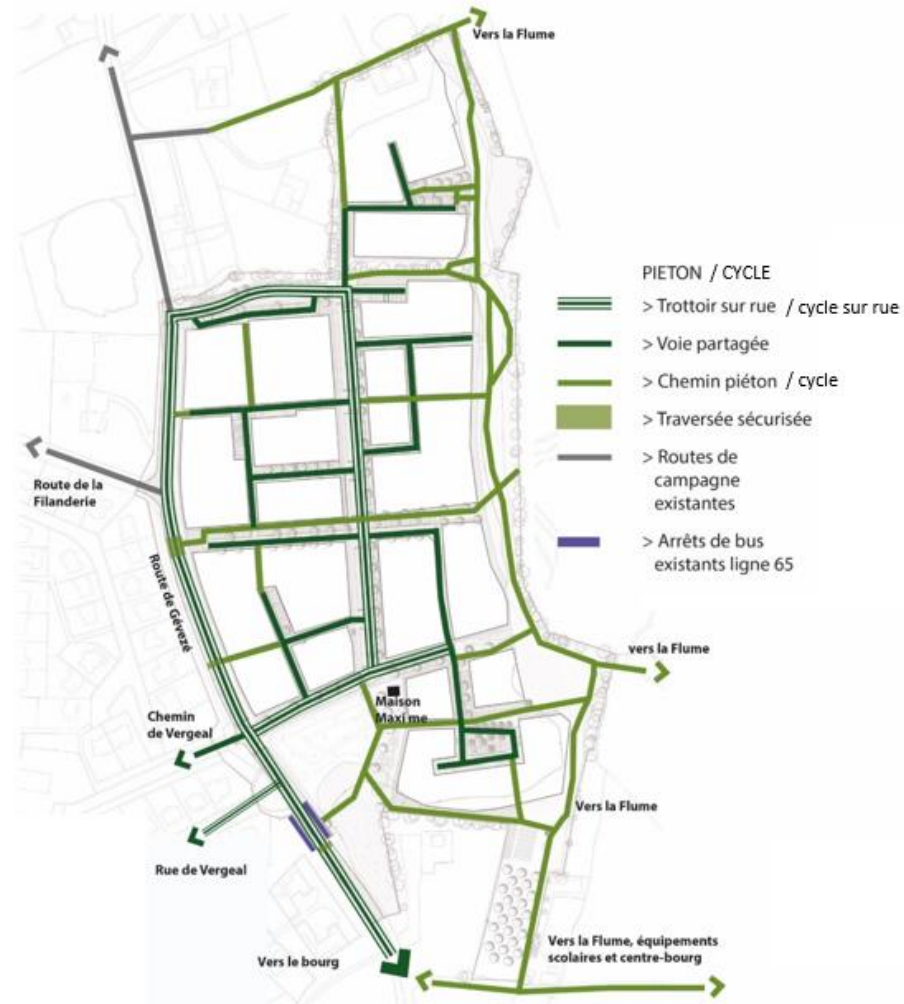 Vers la Flume
PIETON / CYCLE
> Trottoir sur rue / cycle sur rue
> Voie partagée
> Chemin piéton / cycle
> Traversée sécurisée
> Routes de
campagne
existantes
> Arrêts de bus
existants ligne 65
Route de la
Filanderie
Route de Gévezé
vers la Flume
Maison
Maxime
Chemin
de Vergeal
Vers la Flume
Rue de Vergeal
Vers le bourg
Vers la Flume, équipements
scolaires et centre-bourg